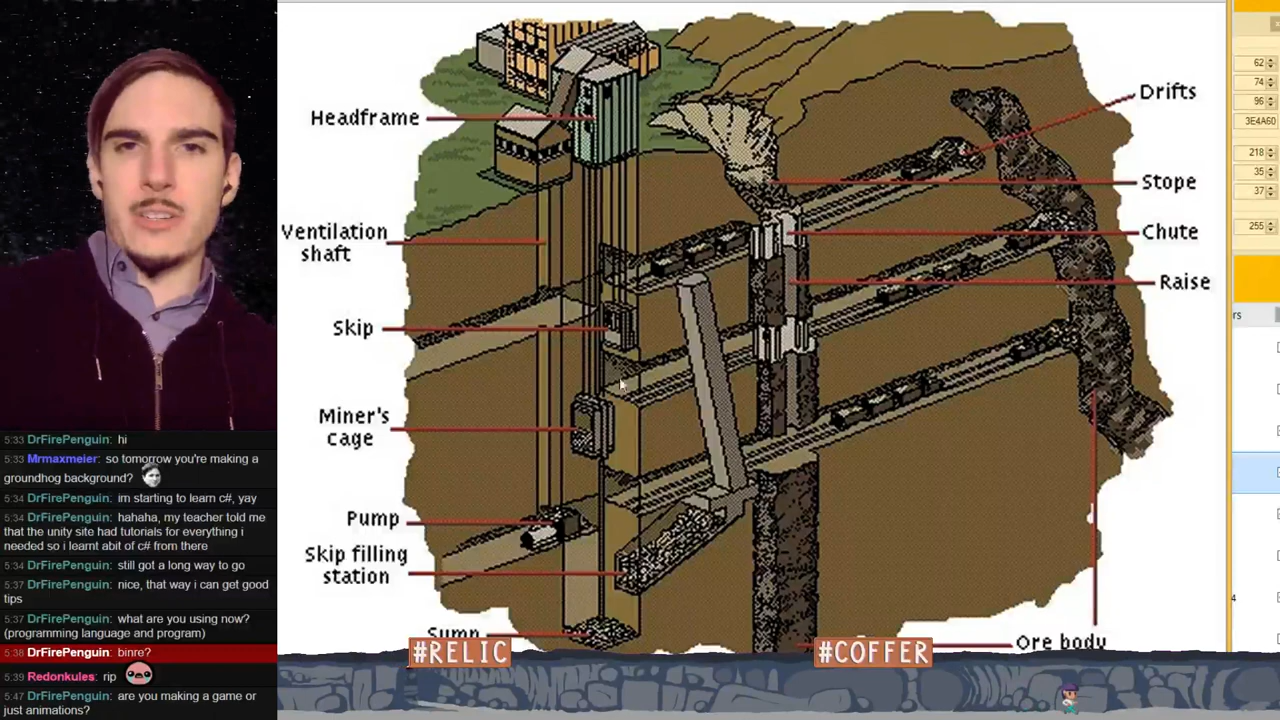 Headframe
Ventilation
shaft
Skip
Miner's
cage
Pump
Skip filling
station
Sump
Drifts
Stope
Chute
Raise
Ore body
#RELIC
#COFFER
62
74
96
3E4A60
218
35
37
255
rs
4
5:33 DrFirePenguin: hi
5:33 Mrmaxmeier: so tomorrow you're making a
groundhog background?
5:34 DrFirePenguin: im starting to learn c#, yay
5:34 DrFirePenguin: hahaha, my teacher told me
that the unity site had tutorials for everything i
needed so i learnt abit of c# from there
5:34 DrFirePenguin: still got a long way to go
5:37 DrFirePenguin: nice, that way i can get good
tips
5:37 DrFirePenguin: what are you using now?
(programming language and program)
5:38 DrFirePenguin: binre?
5:39 Redonkules: rip
5:47 DrFirePenguin: are you making a game or
just animations?